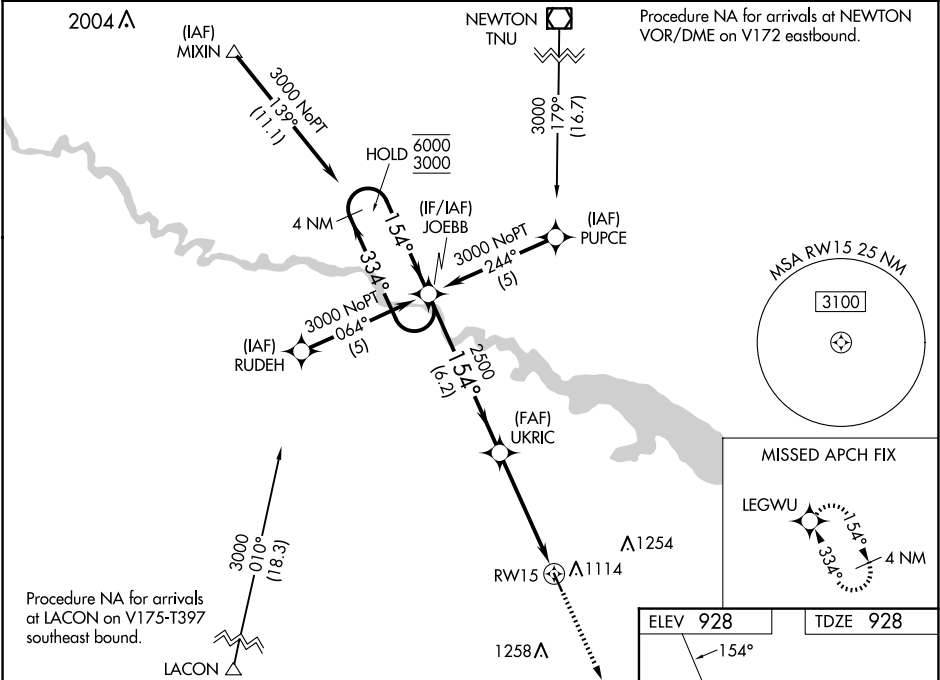 2004
(IAF)
MIXIN
3000 NoPT
139°
(11.1)
NEWTON
TNU
Procedure NA for arrivals at NEWTON
VOR/DME on V172 eastbound.
3000
179°
(16.7)
HOLD 6000
3000
4 NM
154°
334°
(IF/IAF)
JOEBB
(IAF)
PUPCE
3000 NoPT
244°
(5)
3000 NoPT
064°
(5)
(IAF)
RUDEH
MSA RW15 25 NM
3100
2500
154°
(6.2)
(FAF)
UKRIC
MISSED APCH FIX
LEGWU
154°
334°
4 NM
3000
010°
(18.3)
1254
RW15
1114
Procedure NA for arrivals
at LACON on V175-T397
southeast bound.
LACON
1258
ELEV 928
TDZE 928
154°